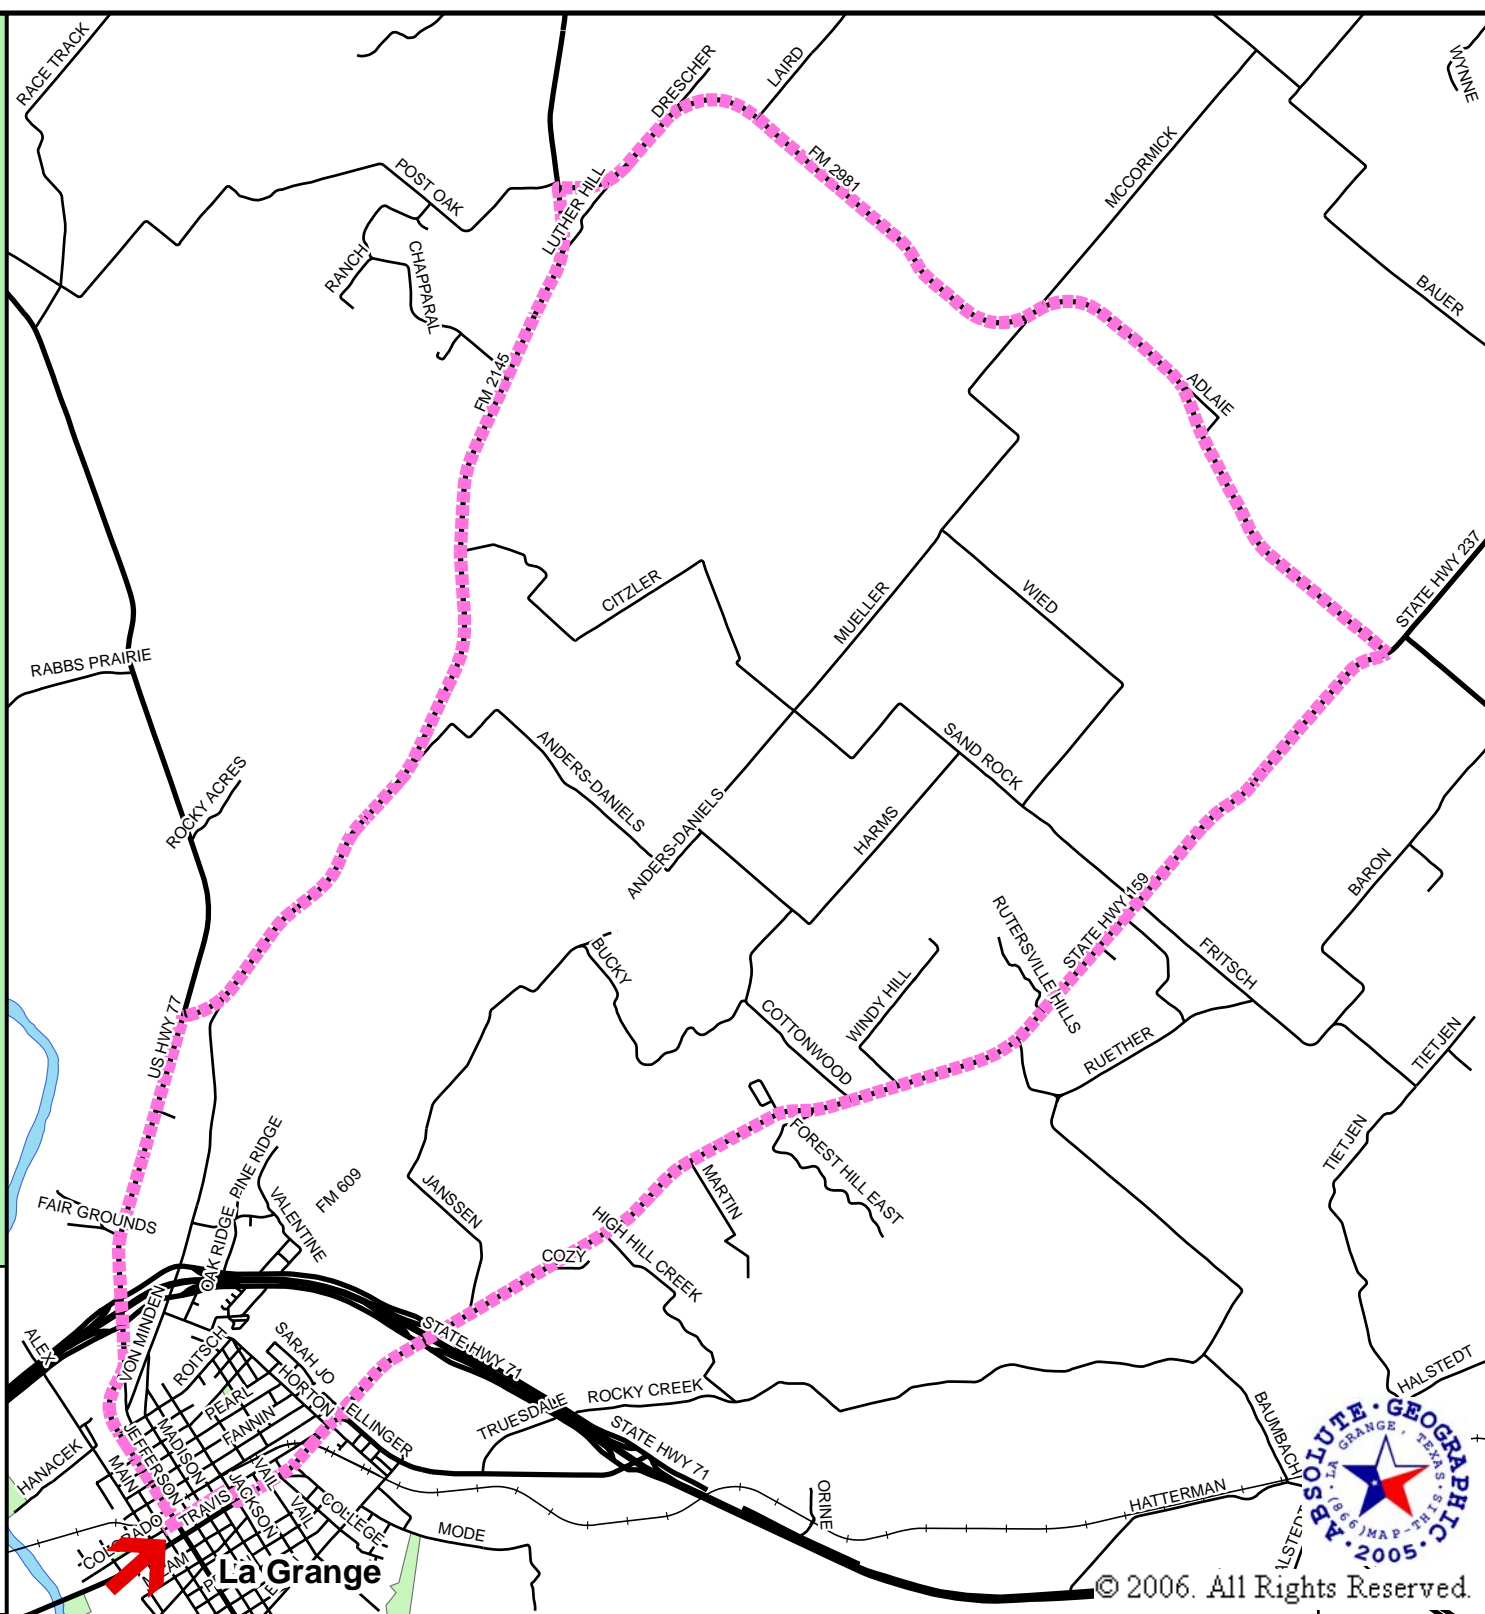 RACE TRACK
DRESCHER
LAIRD
WYNNE
POST OAK
FM 2981
MCCORMICK
LUTHER HILL
RANCH
CHAPPARAL
BAUER
FM 2145
ADLAIE
STATE HWY 237
CITZLER
MUELLER
WIED
RABBS PRAIRIE
ROCKY ACRES
ANDERS-DANIELS
ANDERS-DANIELS
SAND ROCK
HARMS
BARON
STATE HWY 159
RUTERSVILLE HILLS
FRITSCH
BUCKY
WINDY HILL
COTTONWOOD
US HWY 77
RUETHER
TIETJEN
TIETJEN
FOREST HILL EAST
PINE RIDGE
FM 609
VALENTINE
OAK RIDGE
FAIR GROUNDS
JANSSEN
MARTIN
HIGH HILL CREEK
COZY
VON MINDEN
ALEX
ROITSCH
SARAH JO
THORTON
STATE HWY 71
PEARL
FANNIN
ELLINGER
TRUESDALE
ROCKY CREEK
STATE HWY 71
HALSTEDT
BAUMBACH
HANACEK
MAIN
JEFFERSON
MADISON
VAIL
JACKSON
VAIL
COLLEGE
TRAVIS
MODE
ORINE
HATTERMAN
La Grange
ABSOLUTE · GEOGRAPHIC
· LA GRANGE, TEXAS ·
(866)MAP-THIS
· 2005 ·
© 2006. All Rights Reserved.